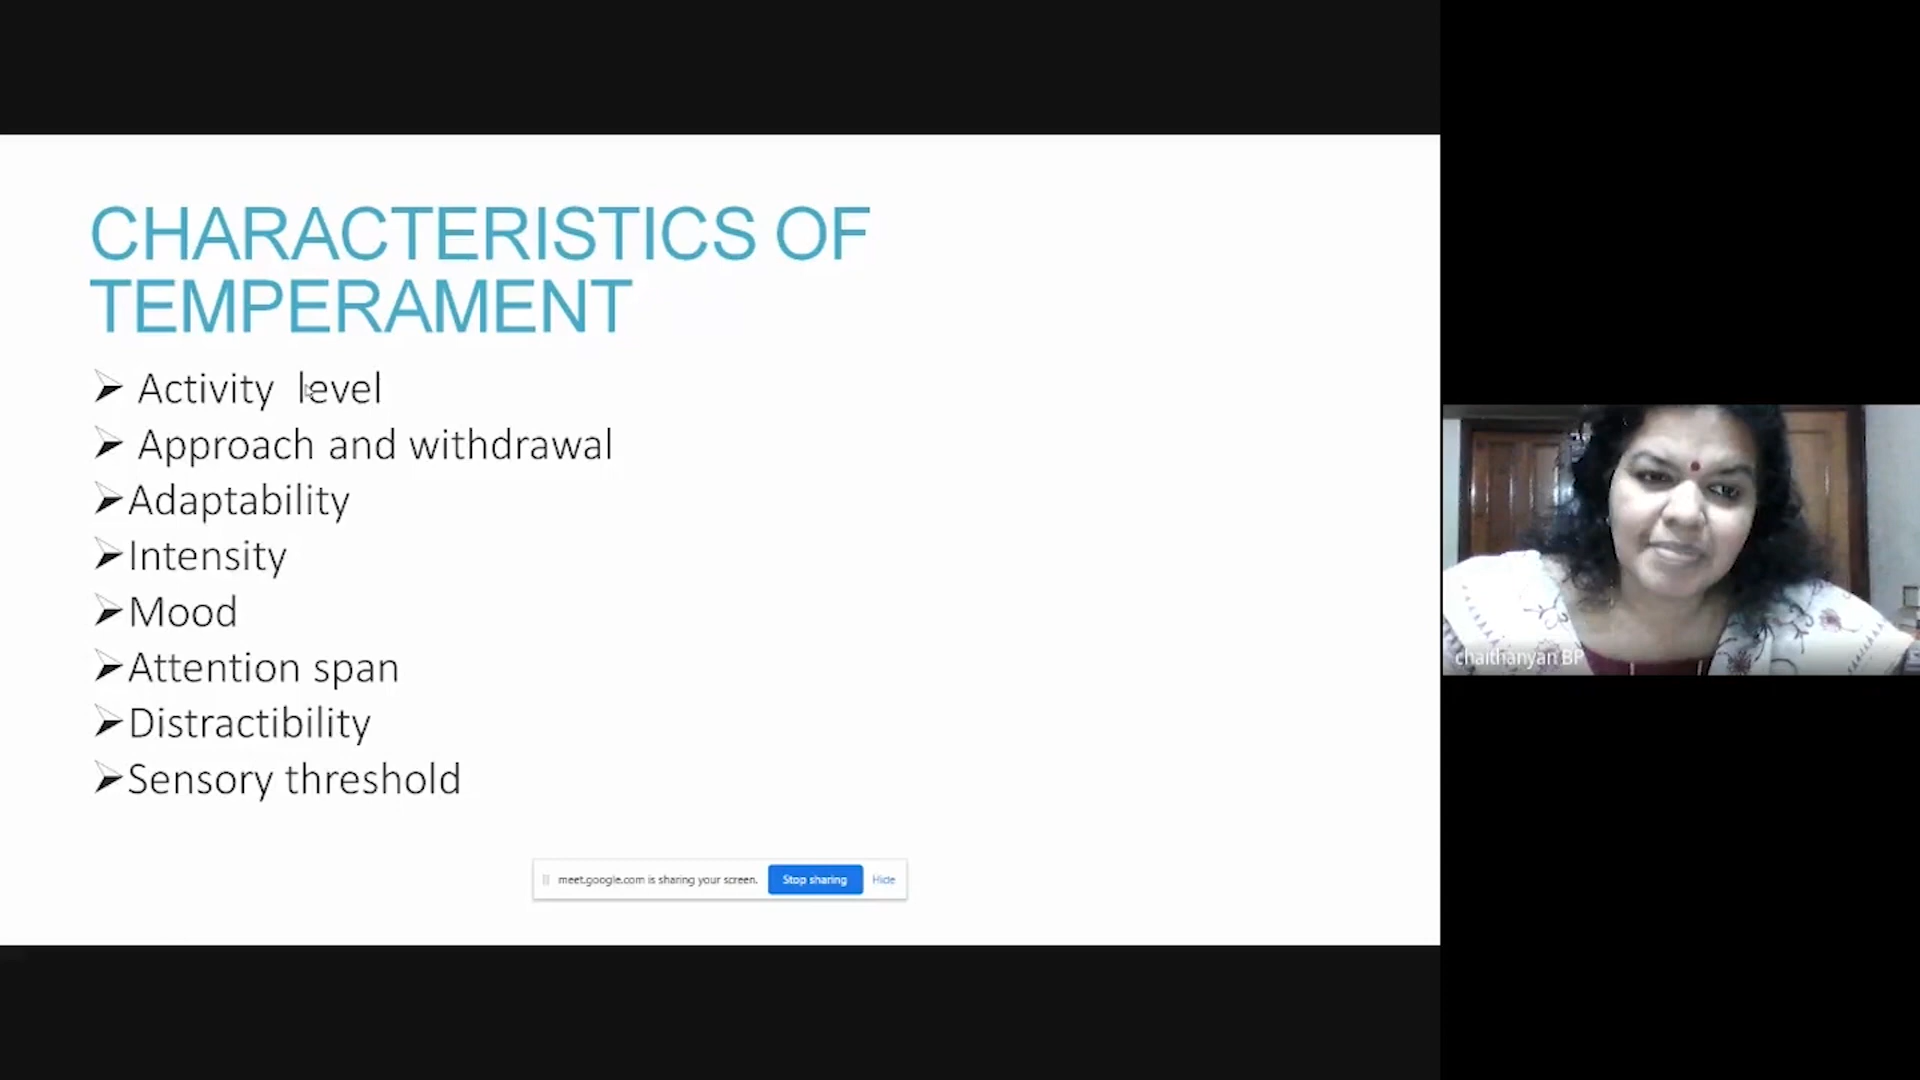 CHARACTERISTICS OF
TEMPERAMENT
Activity level
Approach and withdrawal
Adaptability
Intensity
Mood
Attention span
Distractibility
Sensory threshold
meet.google.com is sharing your screen. Stop sharing Hide
chaithanyan BP